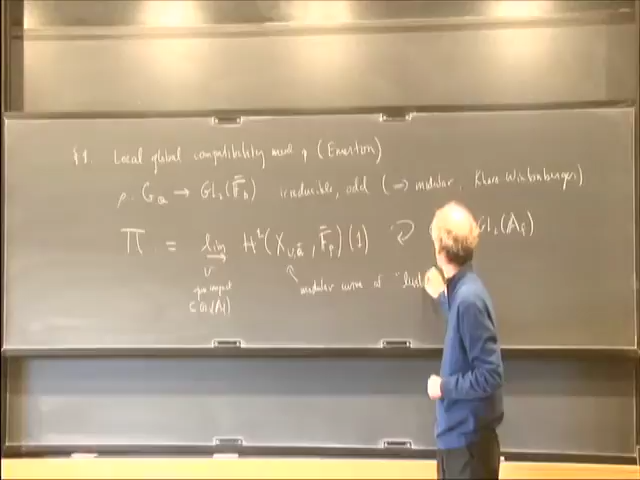 §1. Local global compatibility mod p (Emerton)
ρ: G_ℚ → GL₂(F̄_p) irreducible, odd (⇒ modular, Khare Wintenberger)
Π = lim→ H¹(X_{U,ℚ̄}, F̄_p)(1) GL₂(A_f)
U modular curve of
open compact
⊂ GL₂(A_f)